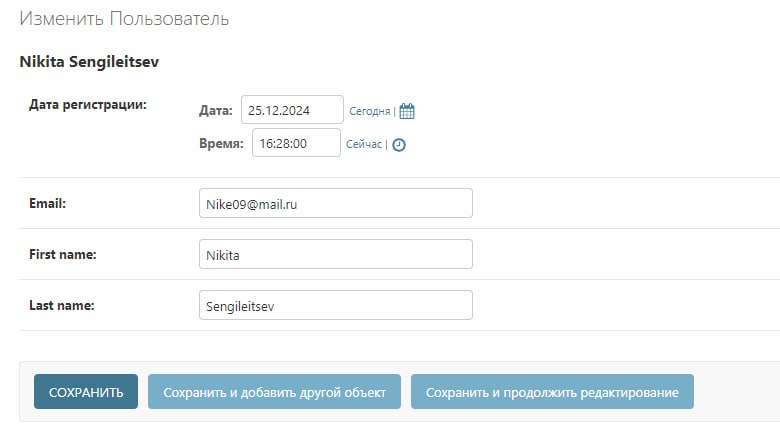 Изменить Пользователь
Nikita Sengileitsev
Дата регистрации: Дата: 25.12.2024 Сегодня |
Время: 16:28:00 Сейчас |
Email: Nike09@mail.ru
First name: Nikita
Last name: Sengileitsev
СОХРАНИТЬ Сохранить и добавить другой объект Сохранить и продолжить редактирование